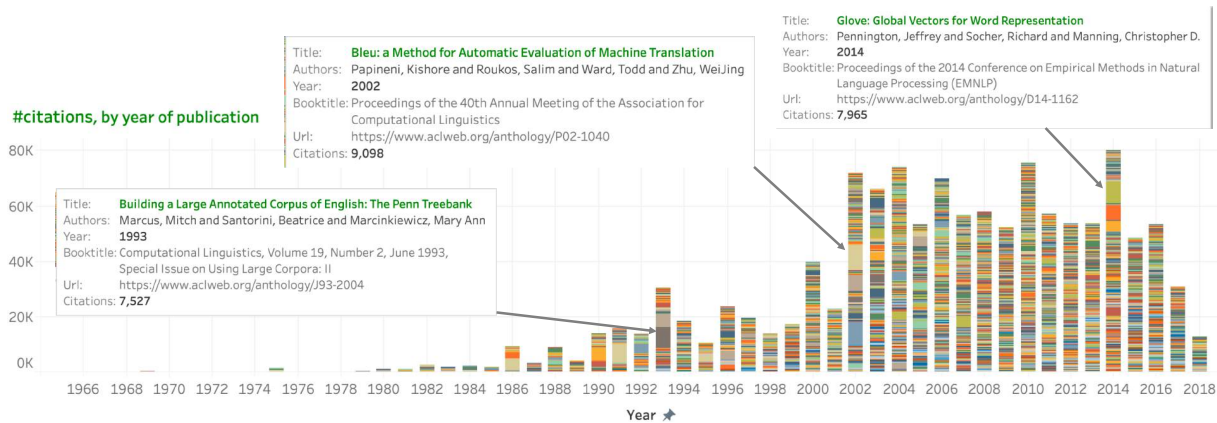 Title: Glove: Global Vectors for Word Representation
Authors: Pennington, Jeffrey and Socher, Richard and Manning, Christopher D.
Year: 2014
Booktitle: Proceedings of the 2014 Conference on Empirical Methods in Natural
Language Processing (EMNLP)
Url: https://www.aclweb.org/anthology/D14-1162
Citations: 7,965
Title: Bleu: a Method for Automatic Evaluation of Machine Translation
Authors: Papineni, Kishore and Roukos, Salim and Ward, Todd and Zhu, WeiJing
Year: 2002
Booktitle: Proceedings of the 40th Annual Meeting of the Association for
Computational Linguistics
Url: https://www.aclweb.org/anthology/P02-1040
Citations: 9,098
#citations, by year of publication
Title: Building a Large Annotated Corpus of English: The Penn Treebank
Authors: Marcus, Mitch and Santorini, Beatrice and Marcinkiewicz, Mary Ann
Year: 1993
Booktitle: Computational Linguistics, Volume 19, Number 2, June 1993,
Special Issue on Using Large Corpora: II
Url: https://www.aclweb.org/anthology/J93-2004
Citations: 7,527
80K
60K
40K
20K
0K
1966 1968 1970 1972 1974 1976 1978 1980 1982 1984 1986 1988 1990 1992 1994 1996 1998 2000 2002 2004 2006 2008 2010 2012 2014 2016 2018
Year